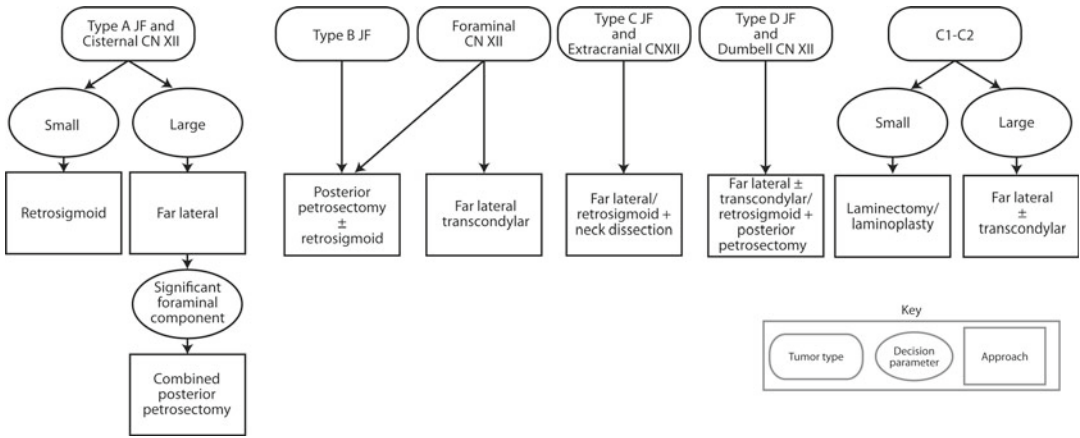 Type A JF and
Cisternal CN XII
Type B JF
Foraminal
CN XII
Type C JF
and
Extracranial CNXII
Type D JF
and
Dumbell CN XII
C1-C2
Small
Large
Small
Large
Retrosigmoid
Far lateral
Posterior
petrosectomy
±
retrosigmoid
Far lateral
transcondylar
Far lateral/
retrosigmoid +
neck dissection
Far lateral ±
transcondylar/
retrosigmoid +
posterior
petrosectomy
Laminectomy/
laminoplasty
Far lateral
±
transcondylar
Significant
foraminal
component
Combined
posterior
petrosectomy
Key
Tumor type
Decision
parameter
Approach